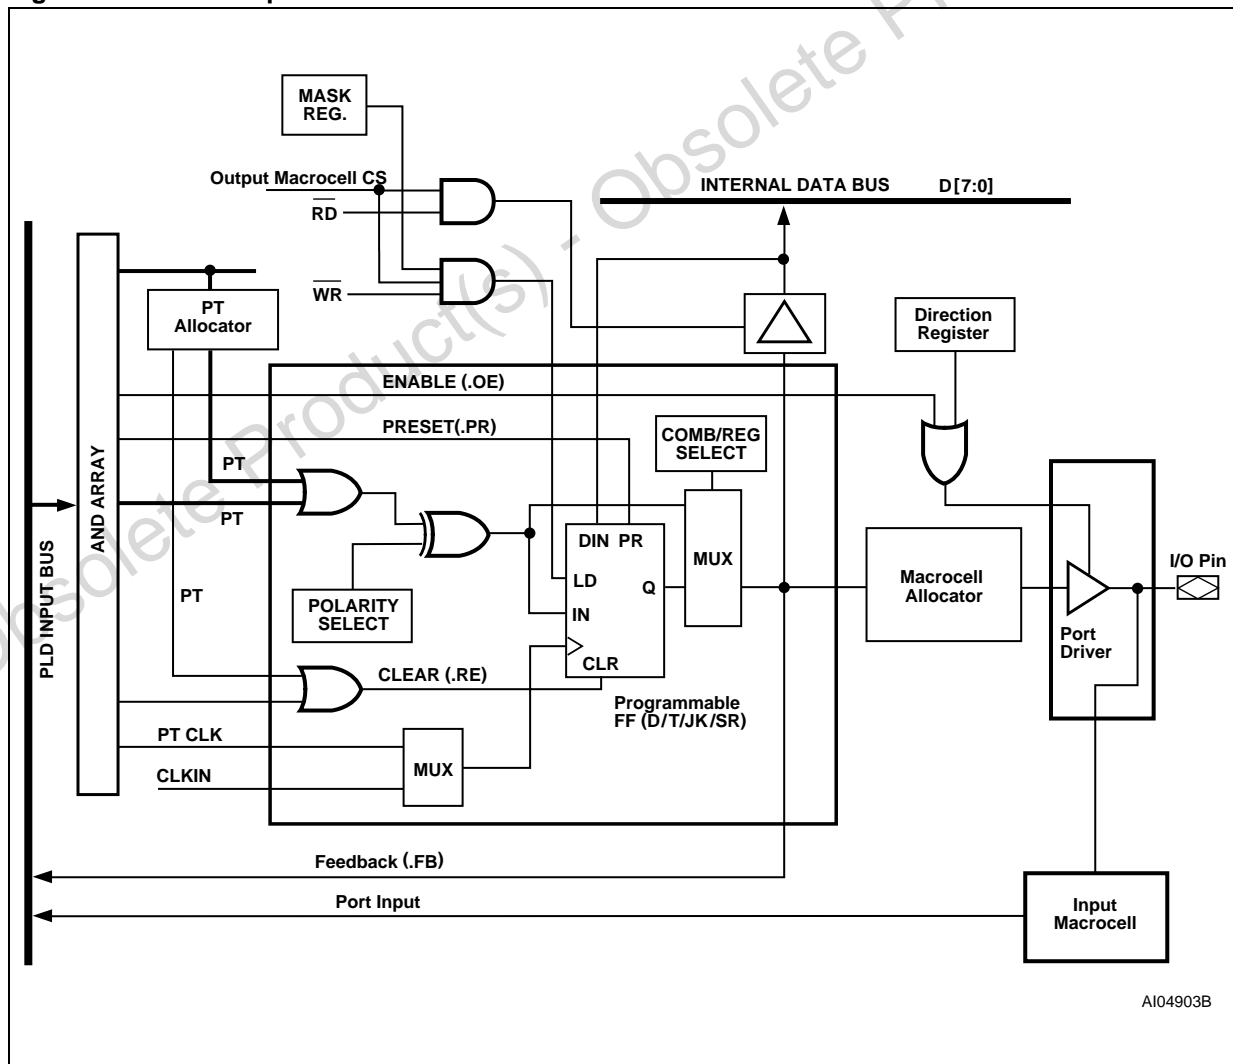 MASK
REG.
Output Macrocell CS
RD
WR
INTERNAL DATA BUS D[7:0]
PT
Allocator
Direction
Register
ENABLE (.OE)
PRESET(.PR)
COMB/REG
SELECT
PT
PT
PT
AND ARRAY
PLD INPUT BUS
DIN PR
LD
IN
Q
CLR
MUX
POLARITY
SELECT
Macrocell
Allocator
I/O Pin
Port
Driver
CLEAR (.RE)
Programmable
FF (D/T/JK/SR)
PT CLK
CLKIN
MUX
Feedback (.FB)
Port Input
Input
Macrocell
AI04903B
Obsolete Product(s) - Obsolete